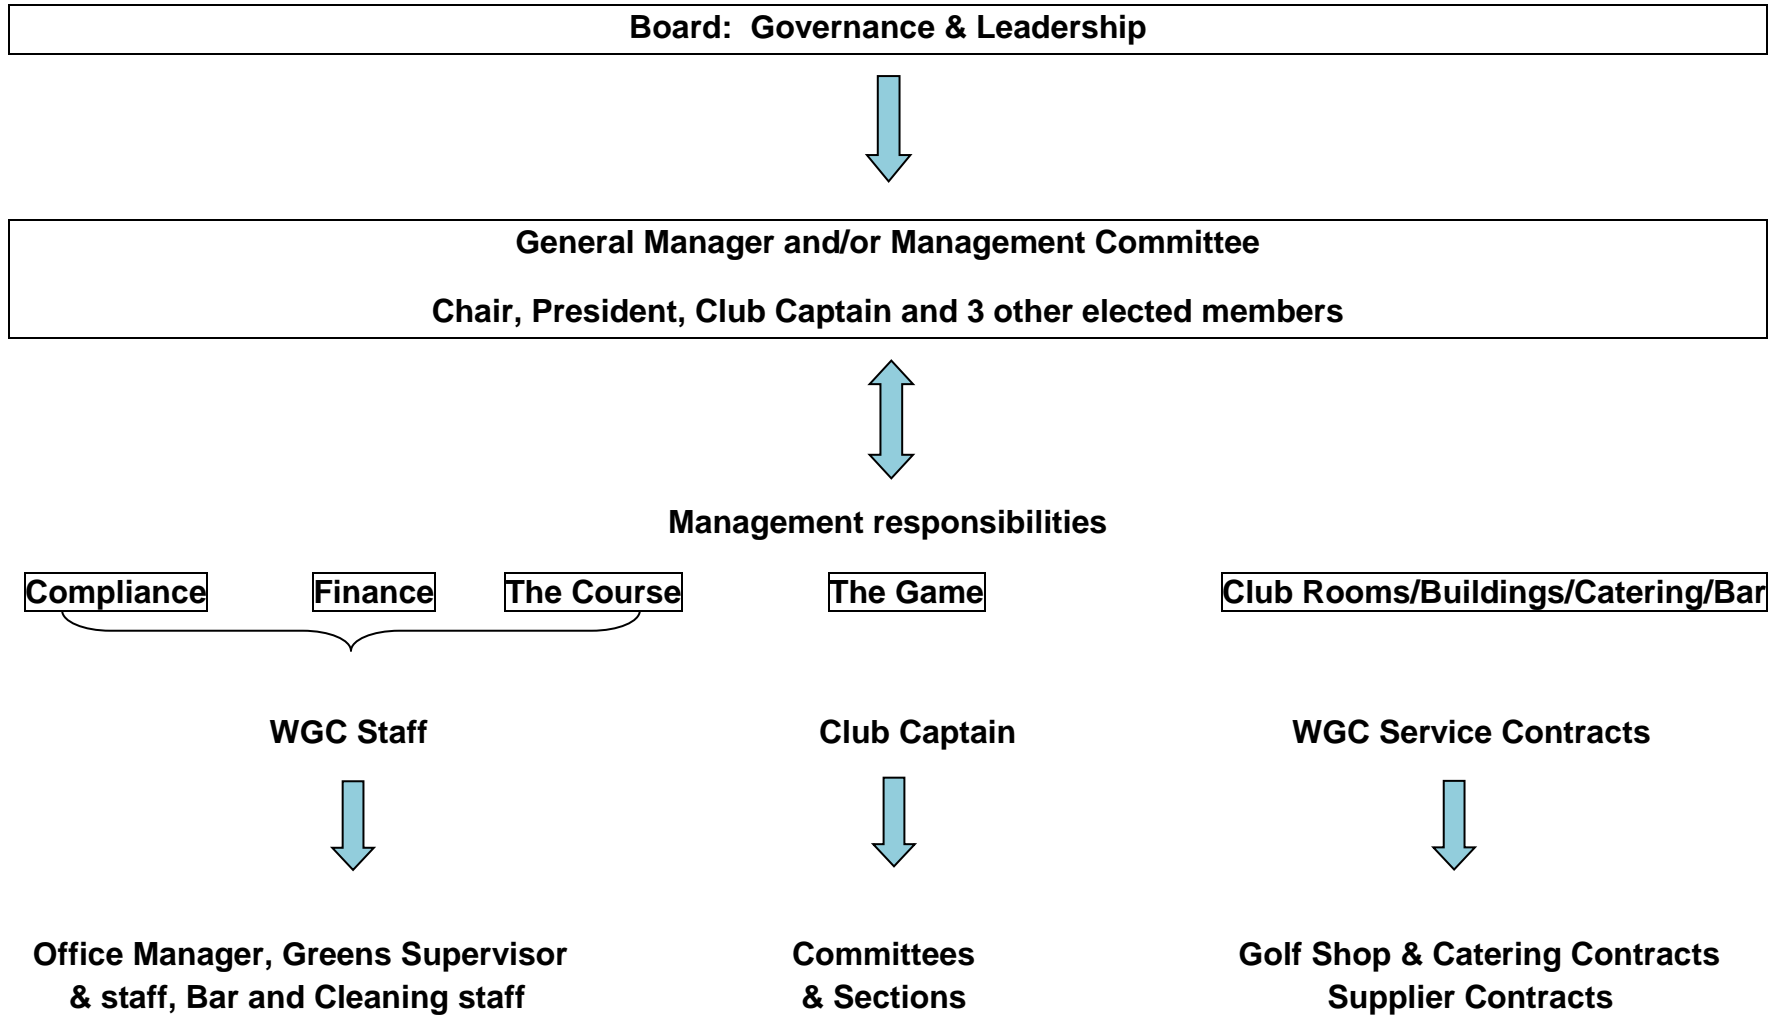 Board:  Governance & Leadership
General Manager and/or Management Committee
Chair, President, Club Captain and 3 other elected members
Management responsibilities
Compliance Finance The Course The Game Club Rooms/Buildings/Catering/Bar
WGC Staff Club Captain WGC Service Contracts
Office Manager, Greens Supervisor
& staff, Bar and Cleaning staff
Committees
& Sections
Golf Shop & Catering Contracts
Supplier Contracts